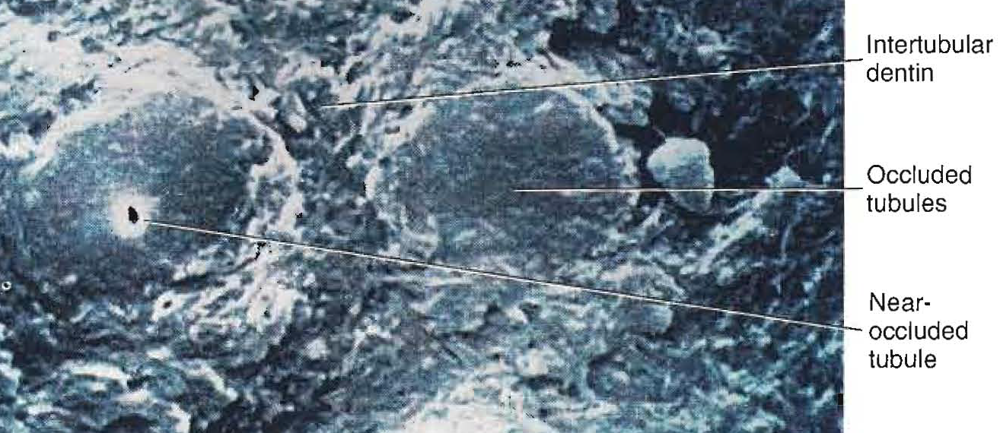 Intertubular
dentin
Occluded
tubules
Near-
occluded
tubule